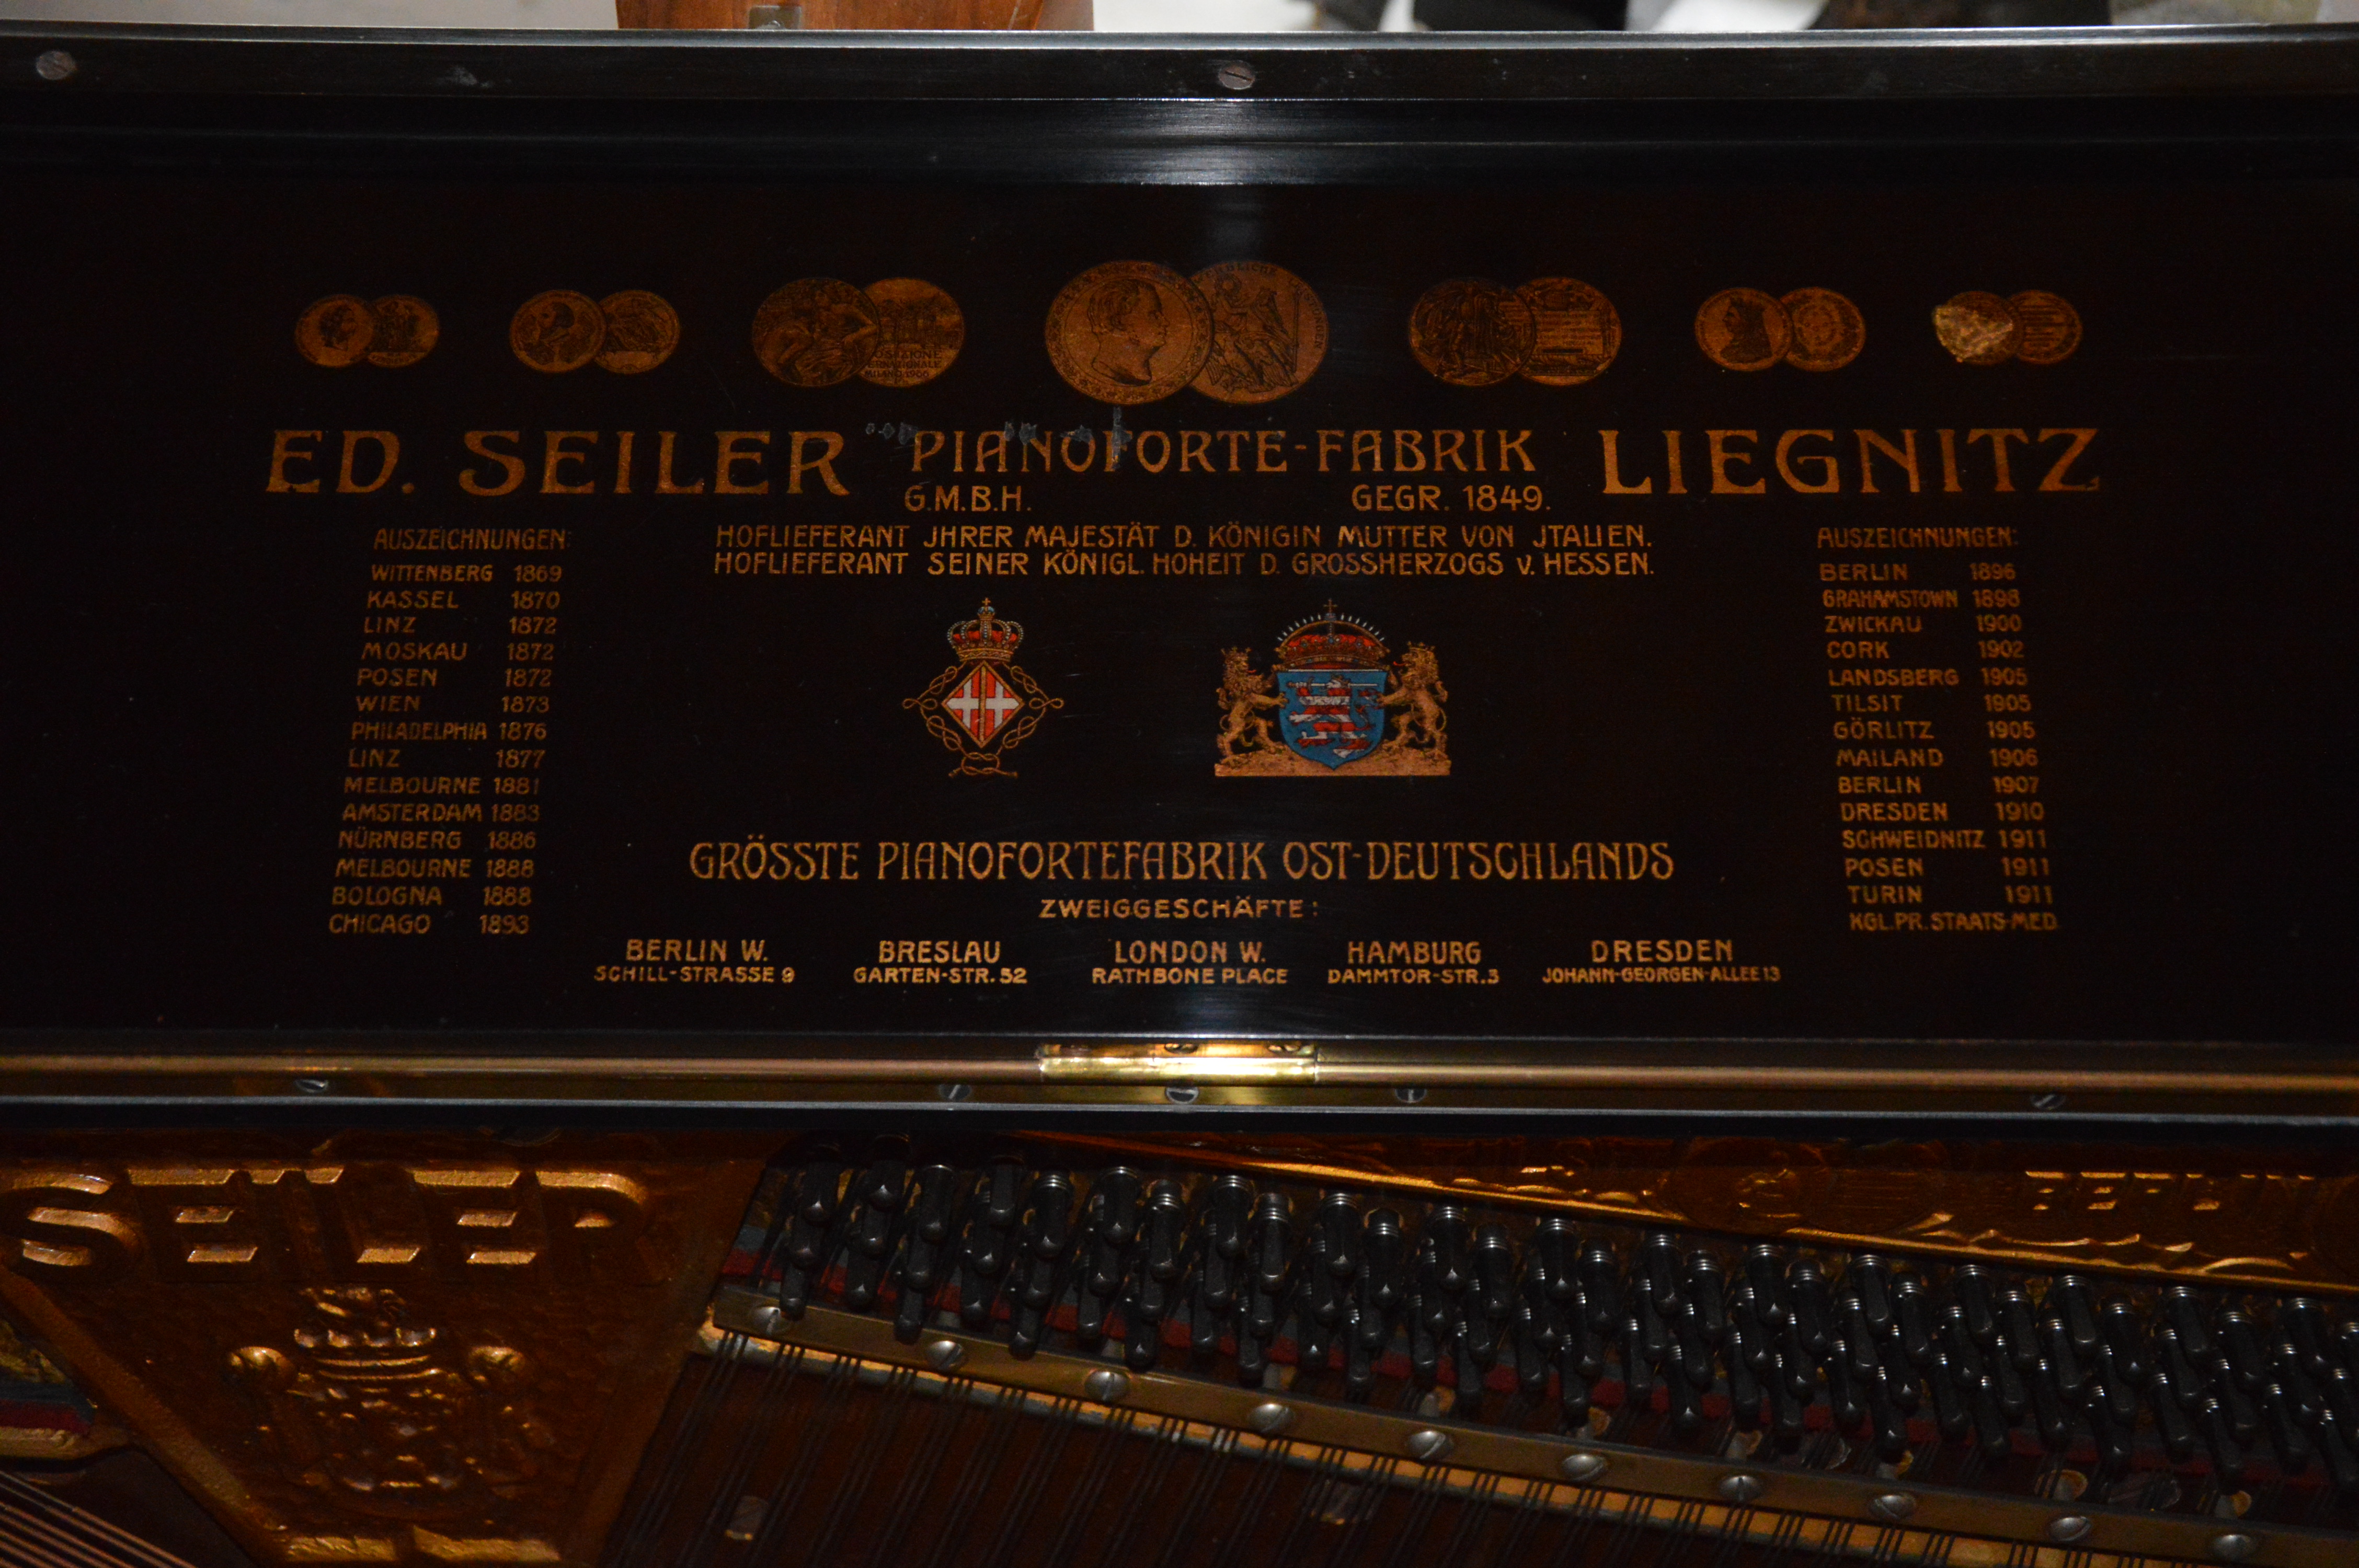 ED. SEILER PIANOFORTE-FABRIK LIEGNITZ
G.M.B.H. GEGR. 1849.
HOFLIEFERANT JHRER MAJESTÄT D. KÖNIGIN MUTTER VON JTALIEN.
HOFLIEFERANT SEINER KÖNIGL. HOHEIT D. GROSSHERZOGS v. HESSEN.
AUSZEICHNUNGEN:
WITTENBERG 1869
KASSEL 1870
LINZ 1872
MOSKAU 1872
POSEN 1872
WIEN 1873
PHILADELPHIA 1876
LINZ 1877
MELBOURNE 1881
AMSTERDAM 1883
NÜRNBERG 1886
MELBOURNE 1888
BOLOGNA 1888
CHICAGO 1893
AUSZEICHNUNGEN:
BERLIN 1896
GRAHAMSTOWN 1898
ZWICKAU 1900
CORK 1902
LANDSBERG 1905
TILSIT 1905
GÖRLITZ 1905
MAILAND 1906
BERLIN 1907
DRESDEN 1910
SCHWEIDNITZ 1911
POSEN 1911
TURIN 1911
KGL.PR.STAATS-MED.
GRÖSSTE PIANOFORTEFABRIK OST-DEUTSCHLANDS
ZWEIGGESCHÄFTE:
BERLIN W.
SCHILL-STRASSE 9
BRESLAU
GARTEN-STR. 52
LONDON W.
RATHBONE PLACE
HAMBURG
DAMMTOR-STR. 3
DRESDEN
JOHANN-GEORGEN-ALLEE 13
SEILER